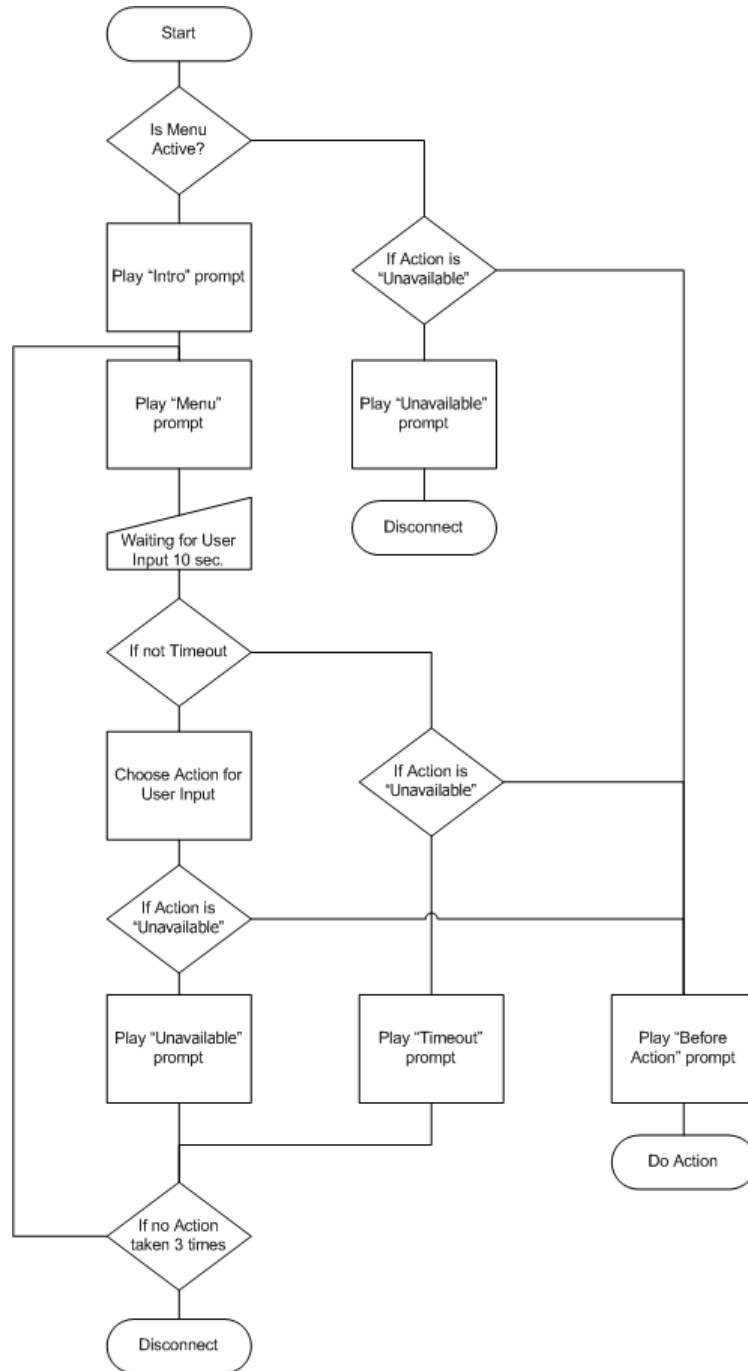 Start
Is Menu
Active?
Play “Intro” prompt
If Action is
“Unavailable”
Play “Menu”
prompt
Play “Unavailable”
prompt
Waiting for User
Input 10 sec.
Disconnect
If not Timeout
Choose Action for
User Input
If Action is
“Unavailable”
If Action is
“Unavailable”
Play “Unavailable”
prompt
Play “Timeout”
prompt
Play “Before
Action” prompt
Do Action
If no Action
taken 3 times
Disconnect